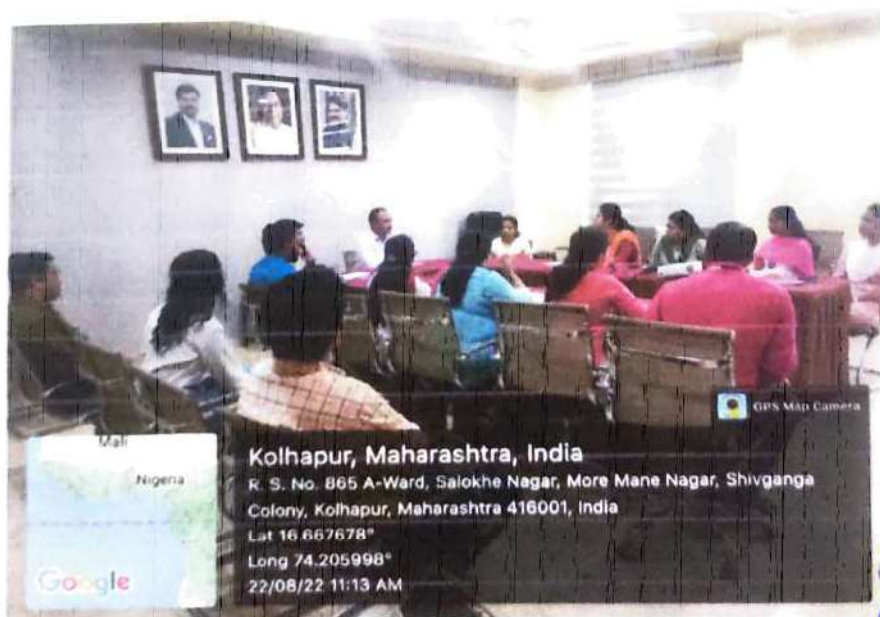 GPS Map Camera
Mali
Nigeria
Google
Kolhapur, Maharashtra, India
R. S. No. 865 A-Ward, Salokhe Nagar, More Mane Nagar, Shivganga
Colony, Kolhapur, Maharashtra 416001, India
Lat 16.667678°
Long 74.205998°
22/08/22 11:13 AM